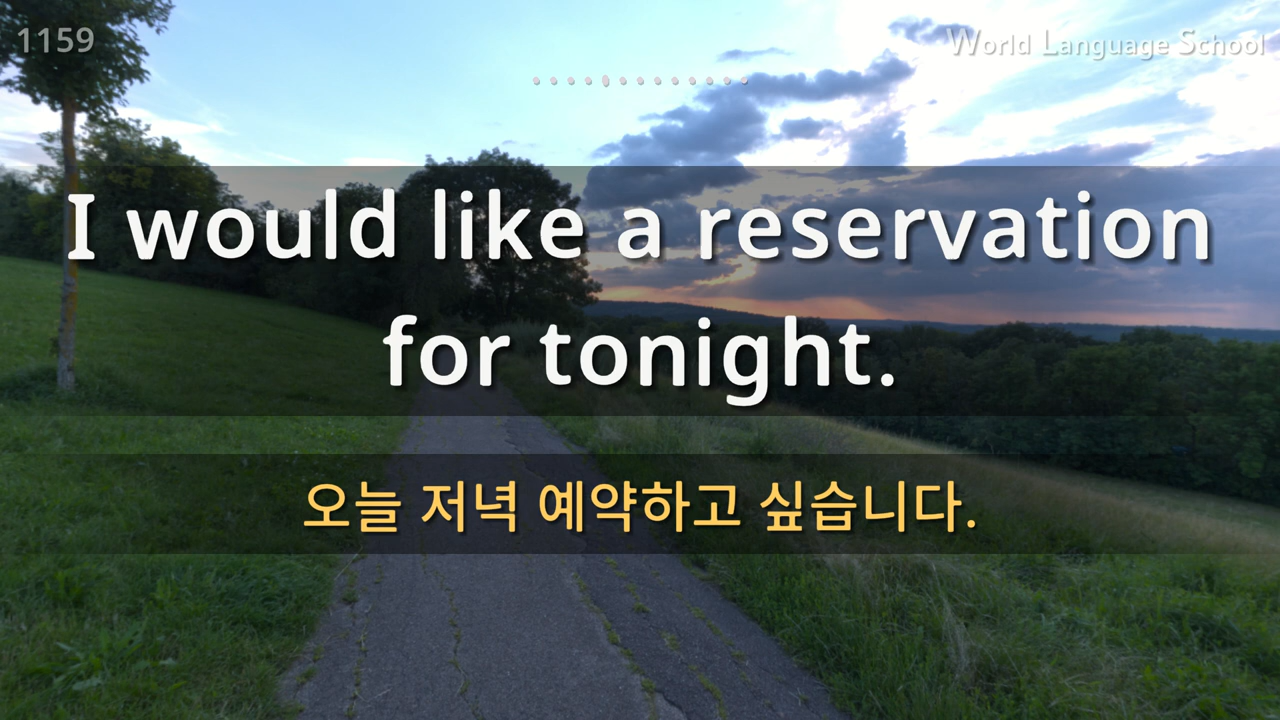 1159
World Language School
I would like a reservation
for tonight.
오늘 저녁 예약하고 싶습니다.